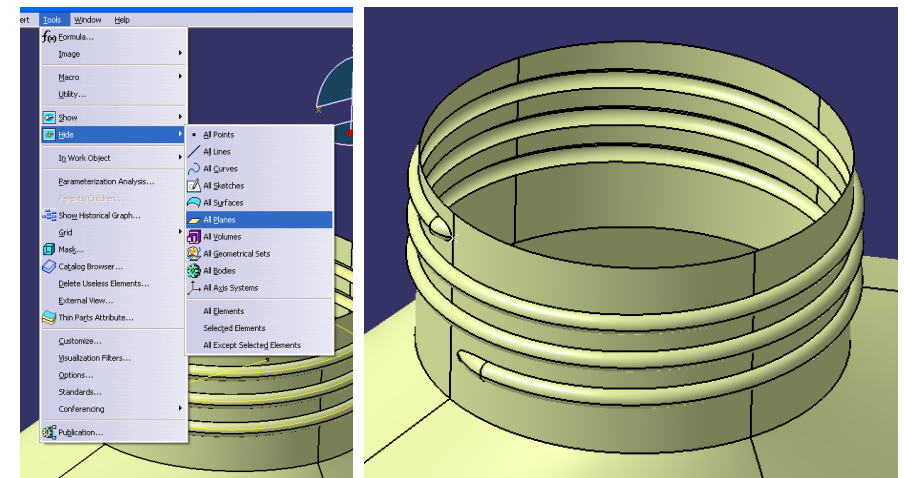 ert Tools Window Help
f(x) Formula...
Image
Macro
Utility...
Show
Hide
In Work Object
Parameterization Analysis...
Parents/Children...
Show Historical Graph...
Grid
Mask...
Catalog Browser...
Delete Useless Elements...
External View...
Thin Parts Attribute...
Customize...
Visualization Filters...
Options...
Standards...
Conferencing
Publication...
All Points
All Lines
All Curves
All Sketches
All Surfaces
All Planes
All Volumes
All Geometrical Sets
All Bodies
All Axis Systems
All Elements
Selected Elements
All Except Selected Elements
x